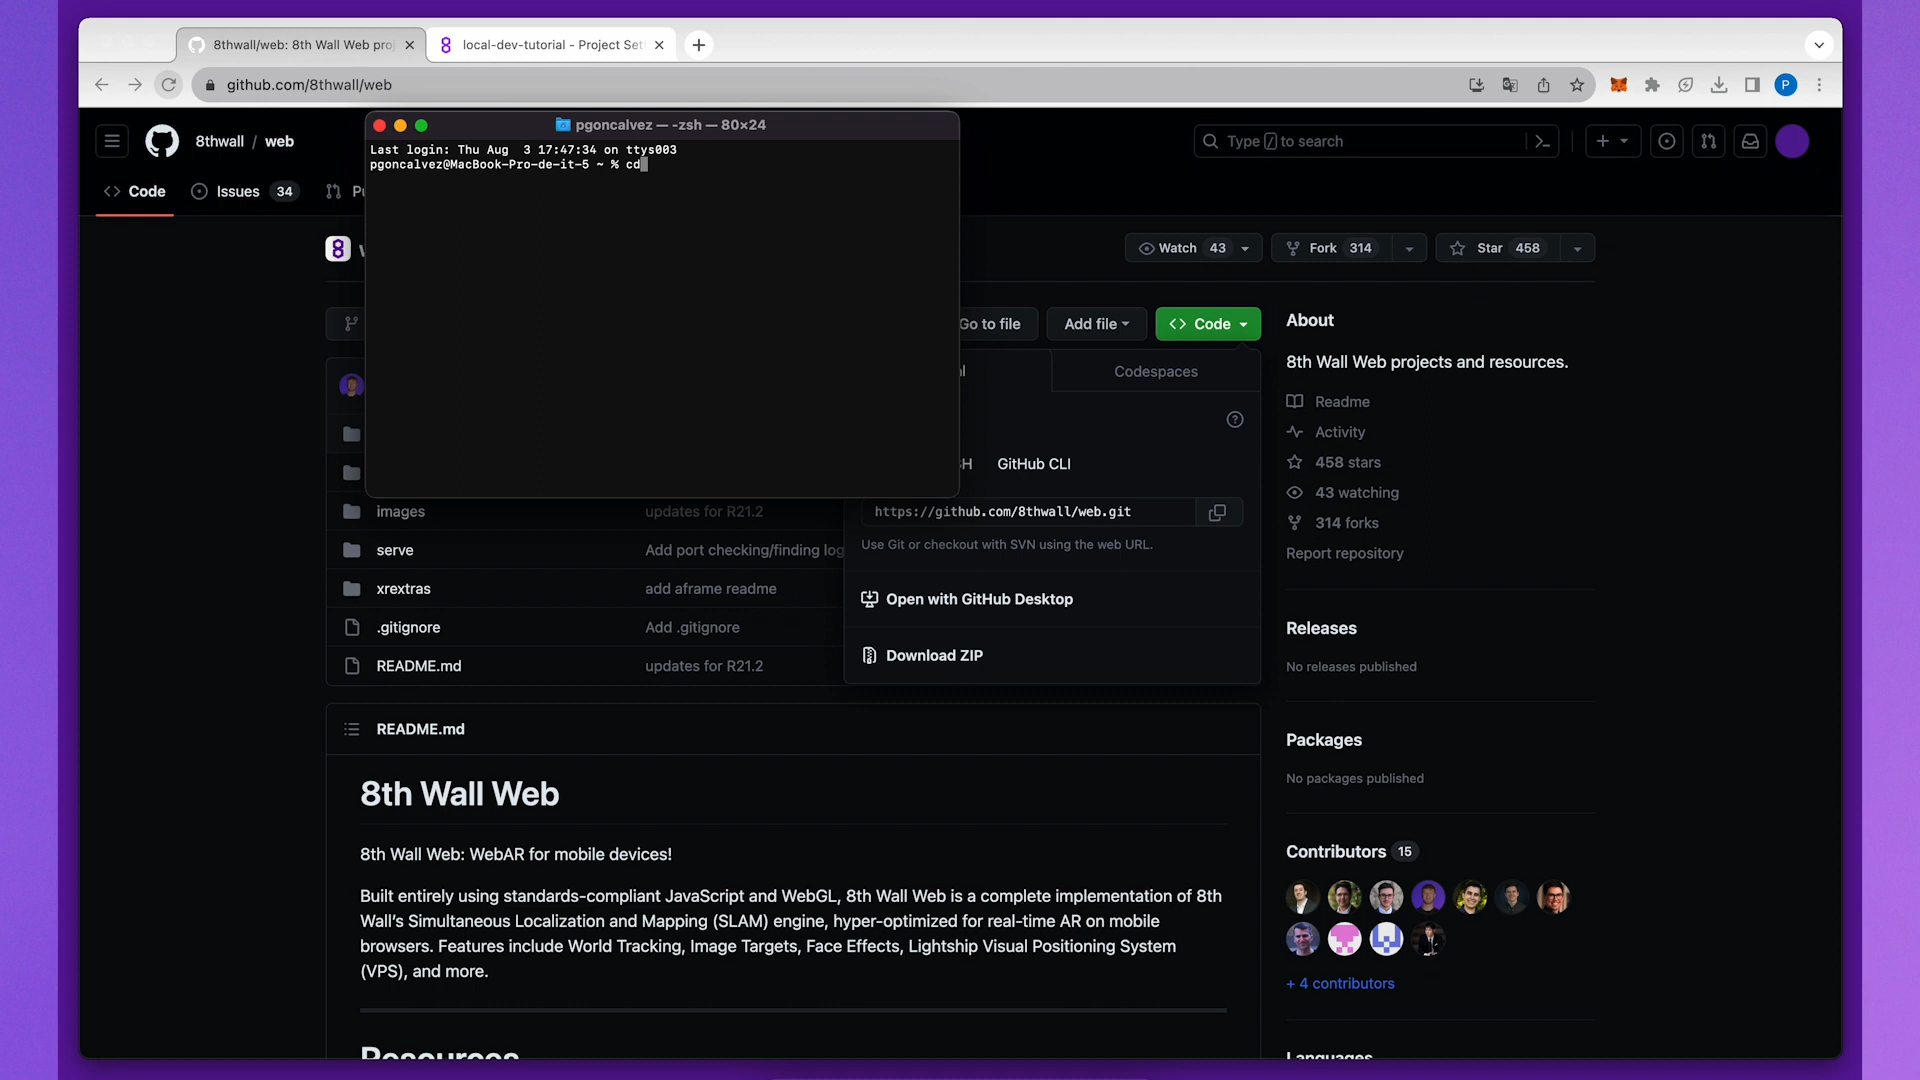 8thwall/web: 8th Wall Web proj
local-dev-tutorial - Project Set
github.com/8thwall/web
P
pgoncalvez — -zsh — 80×24
Last login: Thu Aug  3 17:47:34 on ttys003
pgoncalvez@MacBook-Pro-de-it-5 ~ % cd
8thwall / web
Type / to search
Code
Issues 34
Watch 43
Fork 314
Star 458
Go to file
Add file
Code
About
8th Wall Web projects and resources.
Codespaces
Readme
Activity
GitHub CLI
458 stars
43 watching
https://github.com/8thwall/web.git
314 forks
Use Git or checkout with SVN using the web URL.
Report repository
images updates for R21.2
serve Add port checking/finding log
xrextras add aframe readme
.gitignore Add .gitignore
README.md updates for R21.2
Open with GitHub Desktop
Download ZIP
Releases
No releases published
README.md
Packages
No packages published
8th Wall Web
8th Wall Web: WebAR for mobile devices!
Built entirely using standards-compliant JavaScript and WebGL, 8th Wall Web is a complete implementation of 8th
Wall's Simultaneous Localization and Mapping (SLAM) engine, hyper-optimized for real-time AR on mobile
browsers. Features include World Tracking, Image Targets, Face Effects, Lightship Visual Positioning System
(VPS), and more.
Contributors 15
+ 4 contributors
Resources
Languages